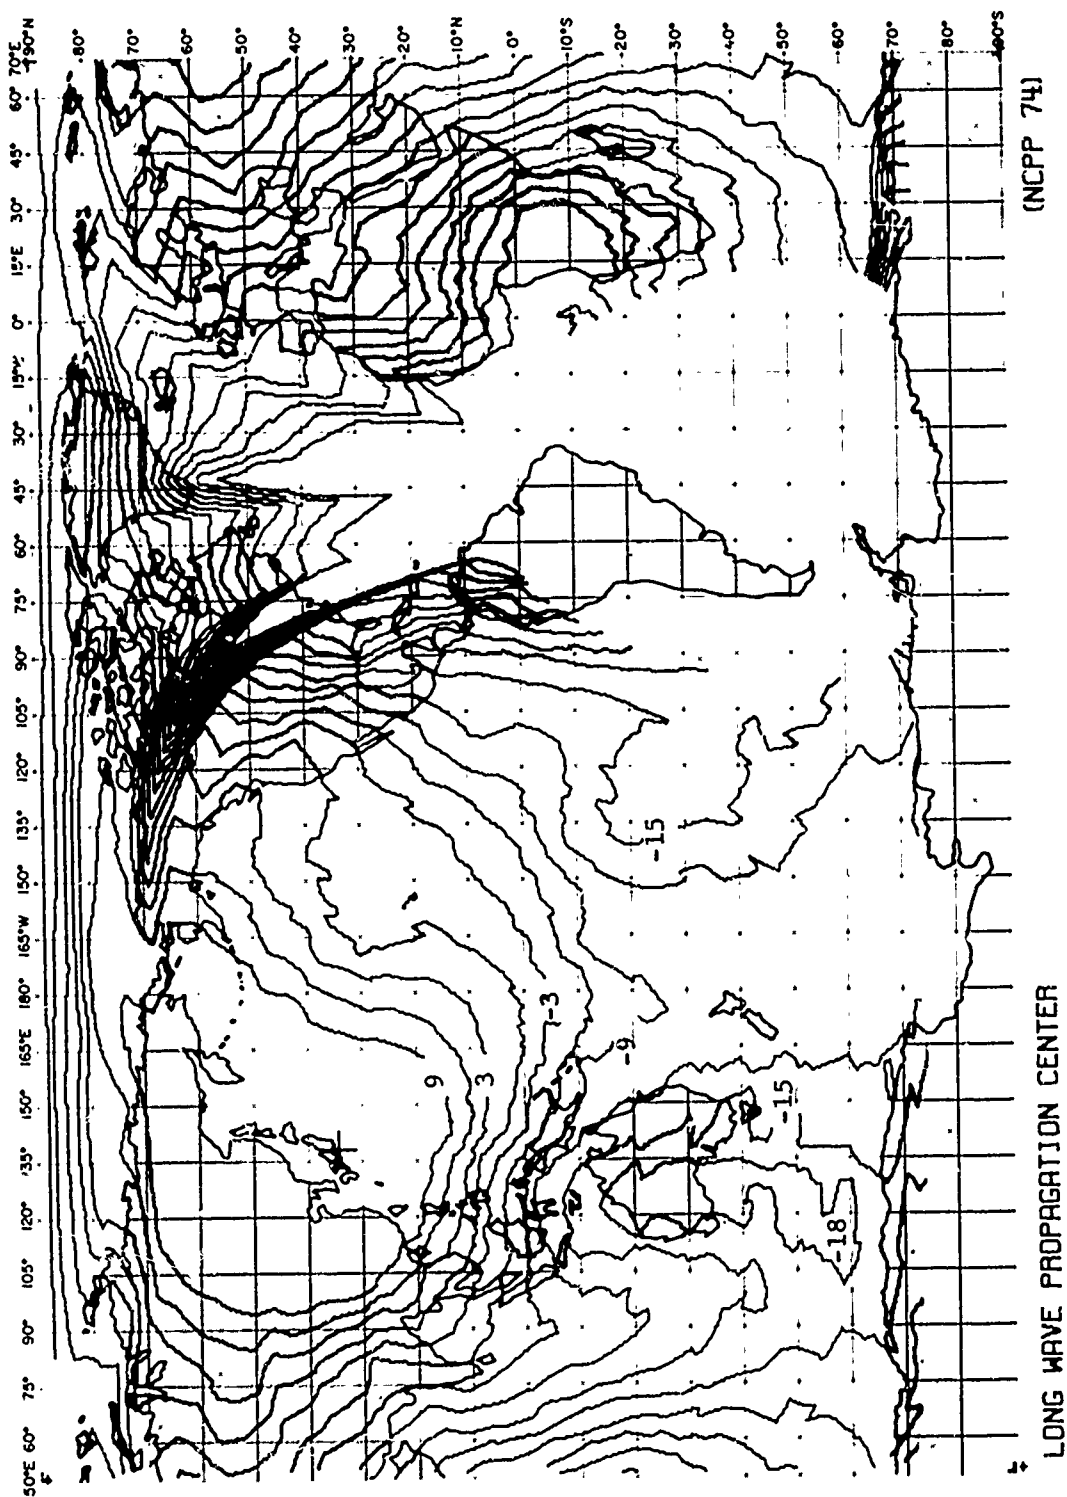 90°N 80° 70° 60° 50° 40° 30° 20° 10°N 0° 10°S 20° 30° 40° 50° 60° 70° 80° 90°S
50°E 60° 75° 90° 105° 120° 135° 150° 165°E 180° 165°W 150° 135° 120° 105° 90° 75° 60° 45° 30° 15°W 0° 15°E 30° 45° 60° 70°E
9
3
-3
-9
-15
-15
-18
LONG WAVE PROPAGATION CENTER
(NCPP 74)